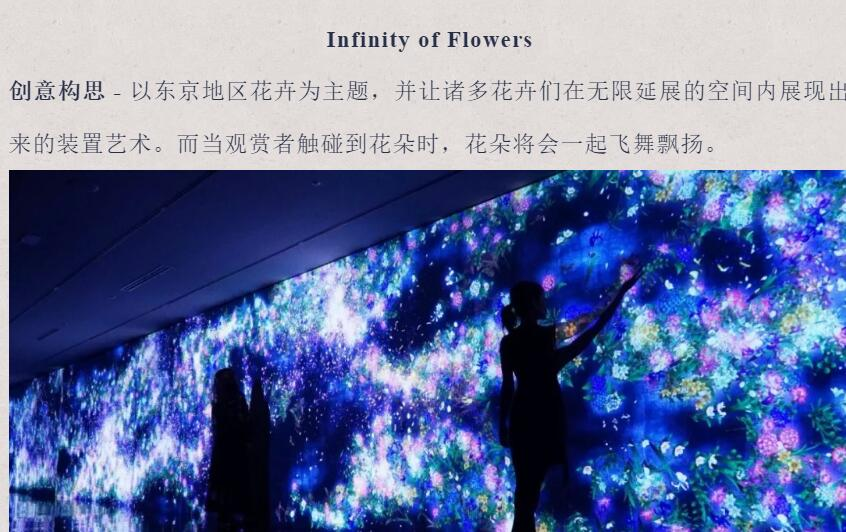 Infinity of Flowers
创意构思 - 以东京地区花卉为主题，并让诸多花卉们在无限延展的空间内展现出
来的装置艺术。而当观赏者触碰到花朵时，花朵将会一起飞舞飘扬。